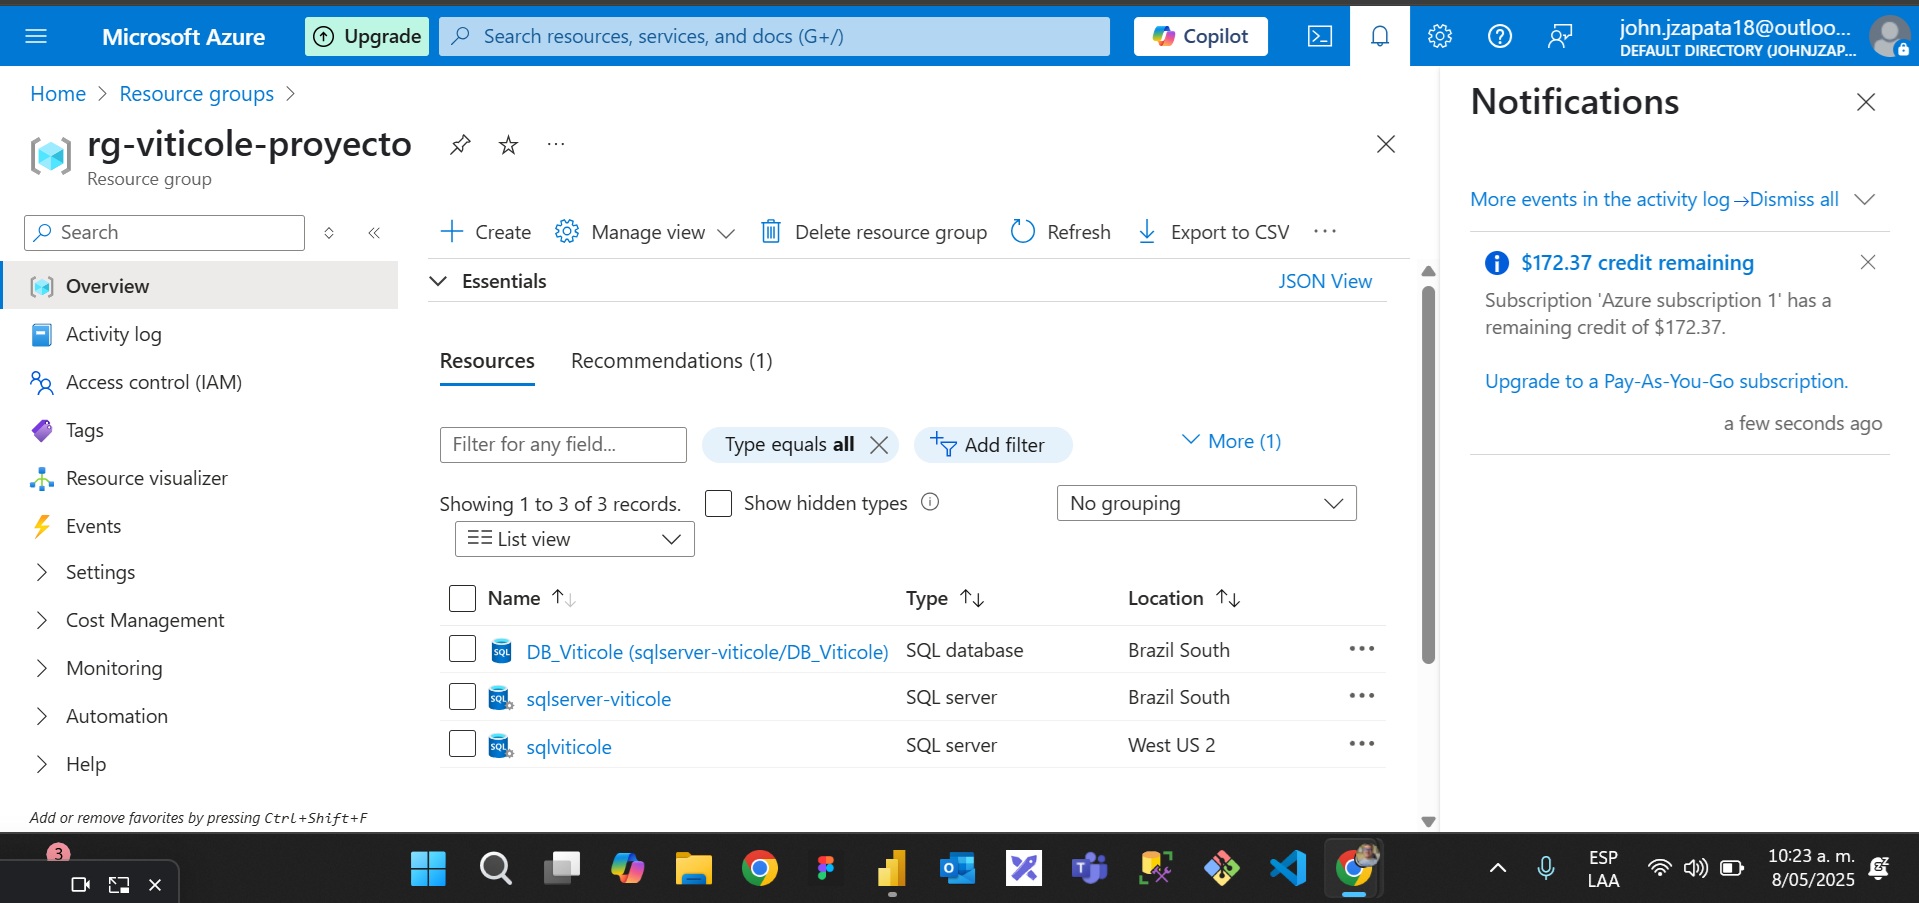 Microsoft Azure
Upgrade
Search resources, services, and docs (G+/)
Copilot
john.jzapata18@outloo...
DEFAULT DIRECTORY (JOHNJZAP...
Home > Resource groups >
rg-viticole-proyecto
Resource group
Search
Overview
Activity log
Access control (IAM)
Tags
Resource visualizer
Events
Settings
Cost Management
Monitoring
Automation
Help
Add or remove favorites by pressing Ctrl+Shift+F
Create
Manage view
Delete resource group
Refresh
Export to CSV
Essentials
JSON View
Resources
Recommendations (1)
Filter for any field...
Type equals all
Add filter
More (1)
Showing 1 to 3 of 3 records.
Show hidden types
No grouping
List view
Name Type Location
DB_Viticole (sqlserver-viticole/DB_Viticole) SQL database Brazil South
sqlserver-viticole SQL server Brazil South
sqlviticole SQL server West US 2
Notifications
More events in the activity log → Dismiss all
$172.37 credit remaining
Subscription 'Azure subscription 1' has a
remaining credit of $172.37.
Upgrade to a Pay-As-You-Go subscription.
a few seconds ago
3
ESP
LAA
10:23 a. m.
8/05/2025